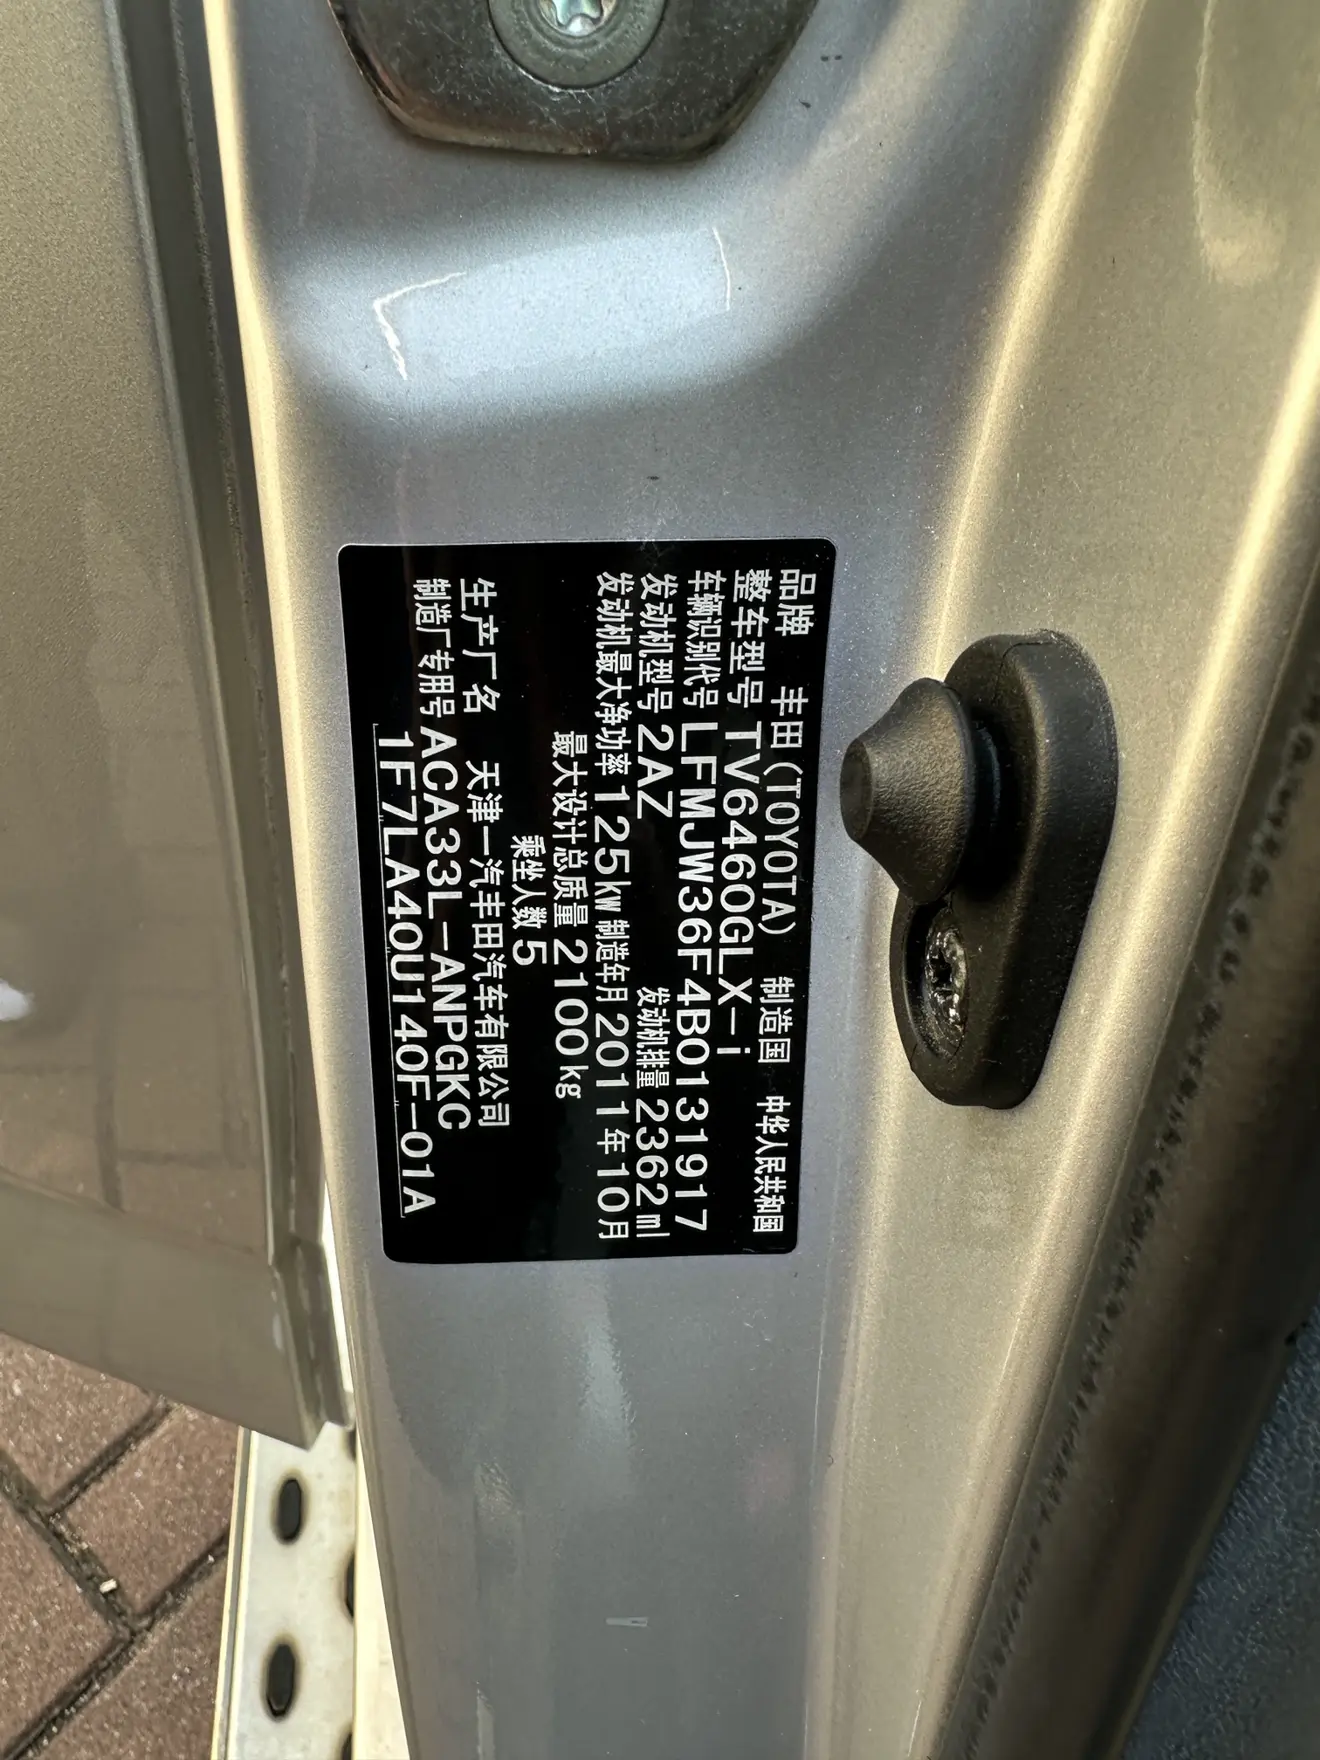 品牌 丰田(TOYOTA) 制造国 中华人民共和国
整车型号 TV6460GLX-i
车辆识别代号 LFMJW36F4B0131917
发动机型号 2AZ 发动机排量 2362ml
发动机最大净功率 125kw 制造年月 2011年10月
最大设计总质量 2100kg
乘坐人数 5
生产厂名 天津一汽丰田汽车有限公司
制造厂专用号 ACA33L-ANPGKC
1F7LA40U140F-01A